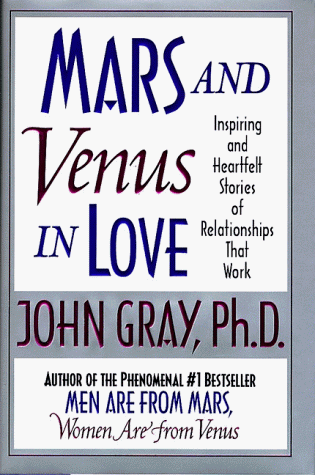 MARS AND
VENUS
IN LOVE
Inspiring
and
Heartfelt
Stories
of
Relationships
That
Work
JOHN GRAY, Ph.D.
AUTHOR OF THE PHENOMENAL #1 BESTSELLER
MEN ARE FROM MARS,
Women Are from Venus